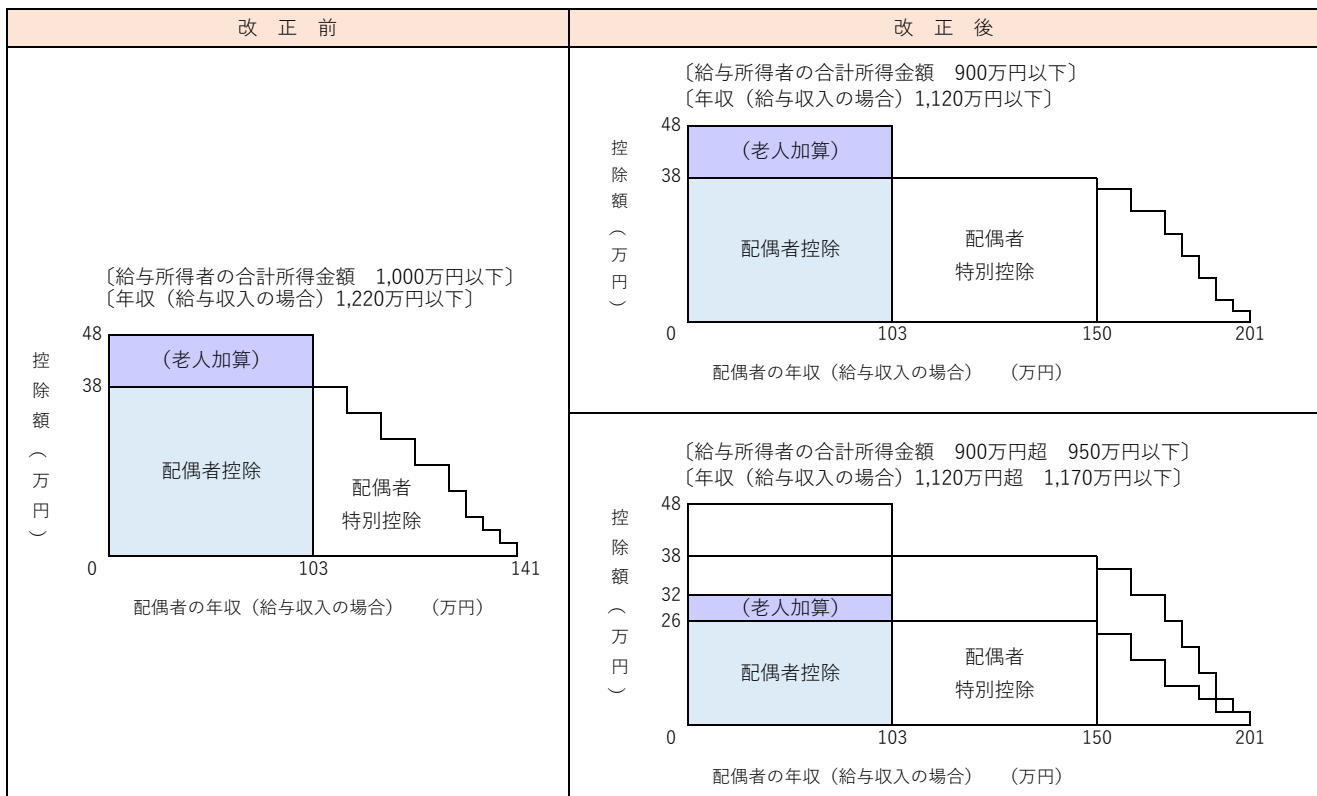 改　正　前
〔給与所得者の合計所得金額　1,000万円以下〕
〔年収（給与収入の場合）1,220万円以下〕
控除額（万円）
48
（老人加算）
38
配偶者控除
配偶者
特別控除
0
103
141
配偶者の年収（給与収入の場合）　（万円）
改　正　後
〔給与所得者の合計所得金額　900万円以下〕
〔年収（給与収入の場合）1,120万円以下〕
控除額（万円）
48
（老人加算）
38
配偶者控除
配偶者
特別控除
0
103
150
201
配偶者の年収（給与収入の場合）　（万円）
〔給与所得者の合計所得金額　900万円超　950万円以下〕
〔年収（給与収入の場合）1,120万円超　1,170万円以下〕
控除額（万円）
48
38
32
（老人加算）
26
配偶者控除
配偶者
特別控除
0
103
150
201
配偶者の年収（給与収入の場合）　（万円）